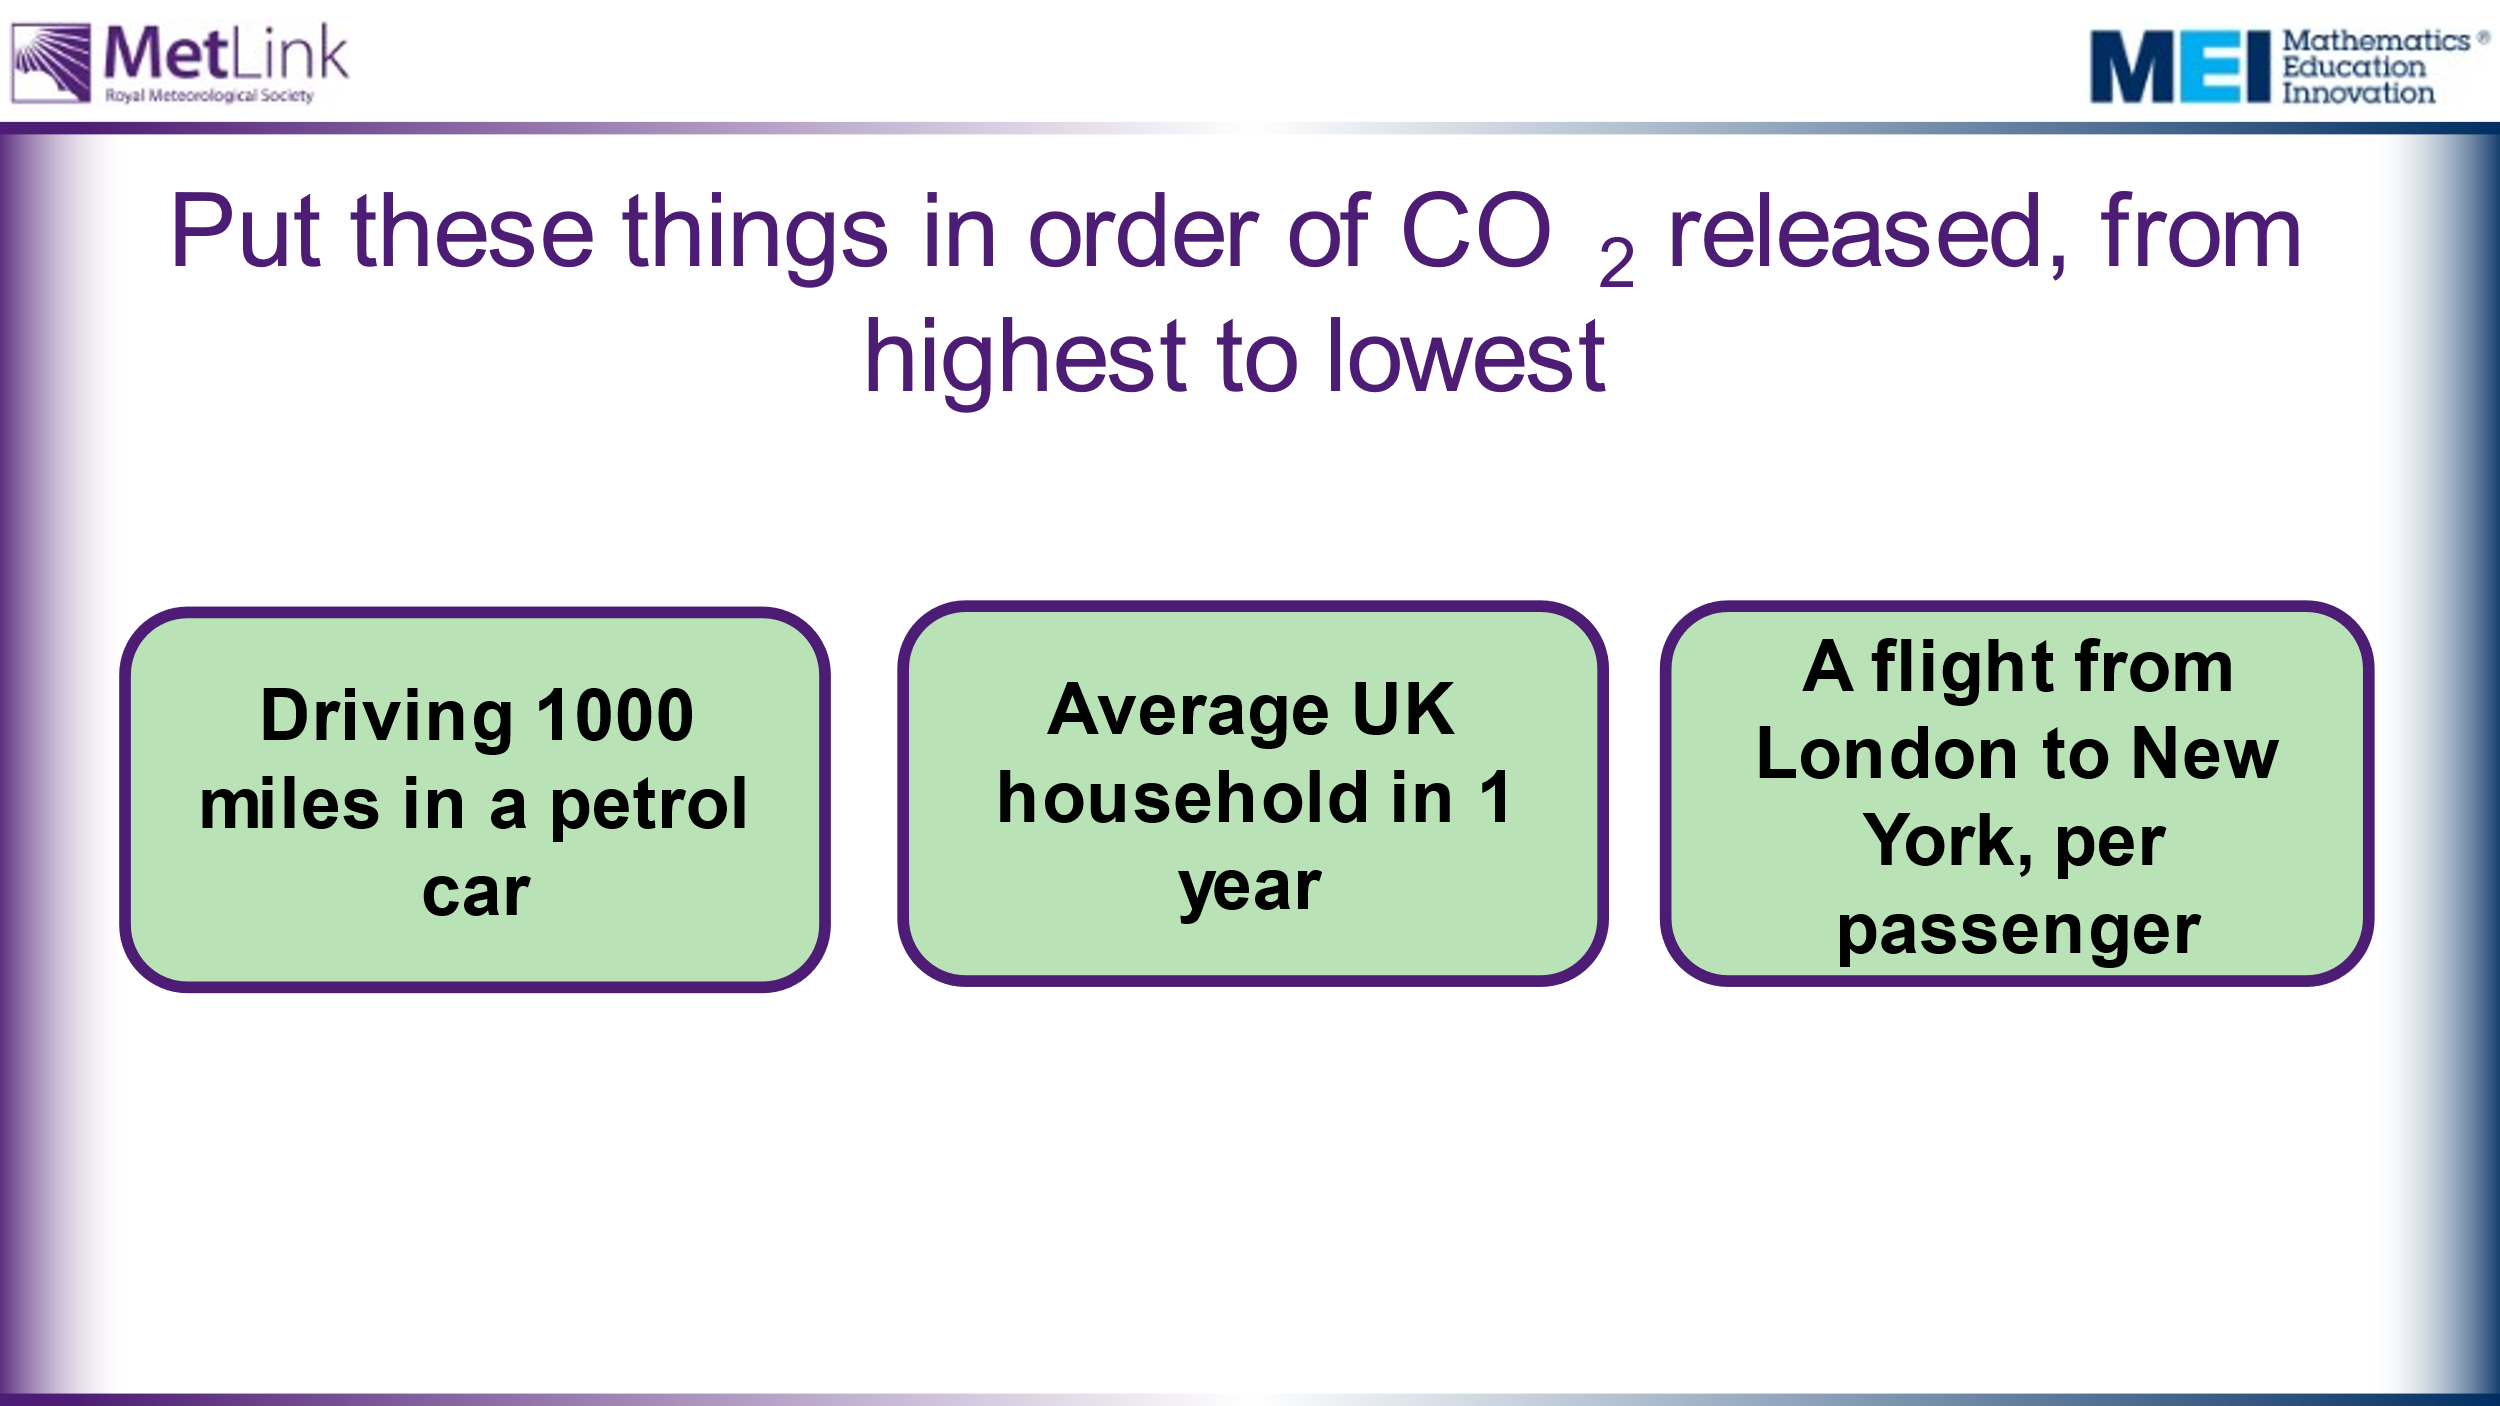 MetLink
Royal Meteorological Society
MEI Mathematics ®
Education
Innovation
Put these things in order of CO 2 released, from
highest to lowest
Driving 1000
miles in a petrol
car
Average UK
household in 1
year
A flight from
London to New
York, per
passenger